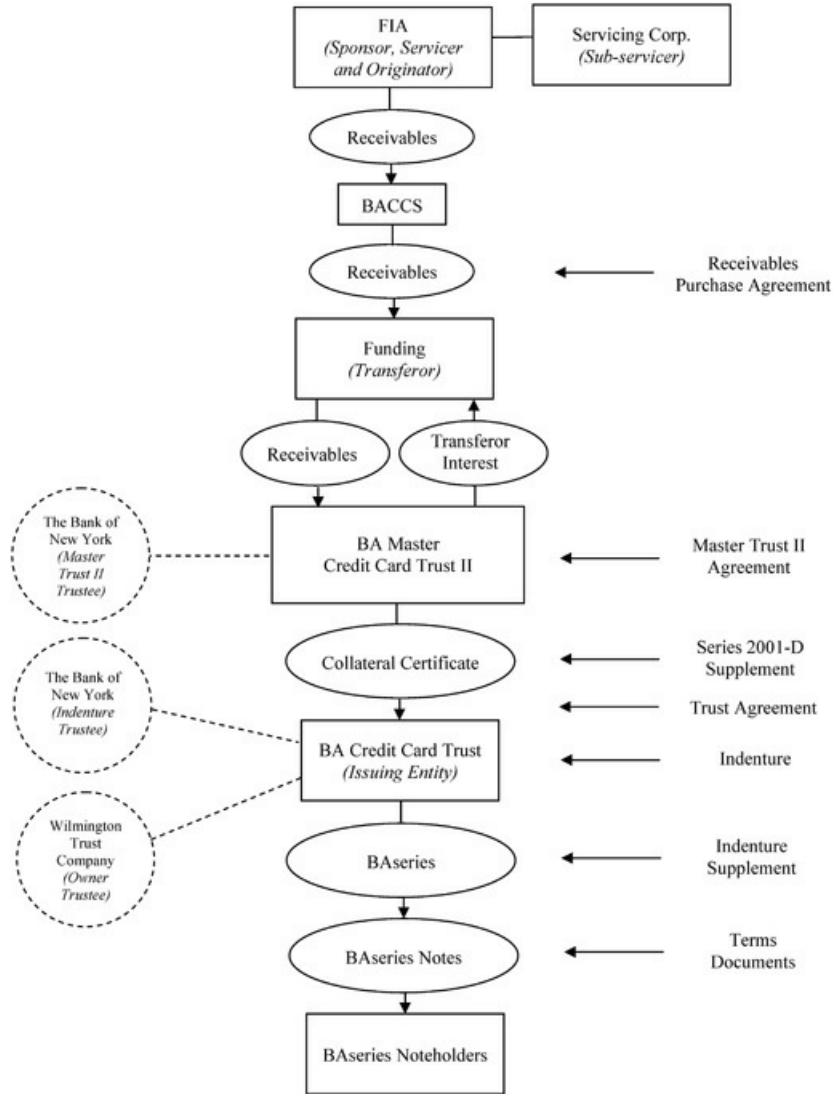 FIA
(Sponsor, Servicer
and Originator)
Servicing Corp.
(Sub-servicer)
Receivables
BACCS
Receivables
Receivables
Purchase Agreement
Funding
(Transferor)
Receivables
Transferor
Interest
The Bank of
New York
(Master
Trust II
Trustee)
BA Master
Credit Card Trust II
Master Trust II
Agreement
Collateral Certificate
Series 2001-D
Supplement
The Bank of
New York
(Indenture
Trustee)
Trust Agreement
BA Credit Card Trust
(Issuing Entity)
Indenture
Wilmington
Trust
Company
(Owner
Trustee)
BAseries
Indenture
Supplement
BAseries Notes
Terms
Documents
BAseries Noteholders